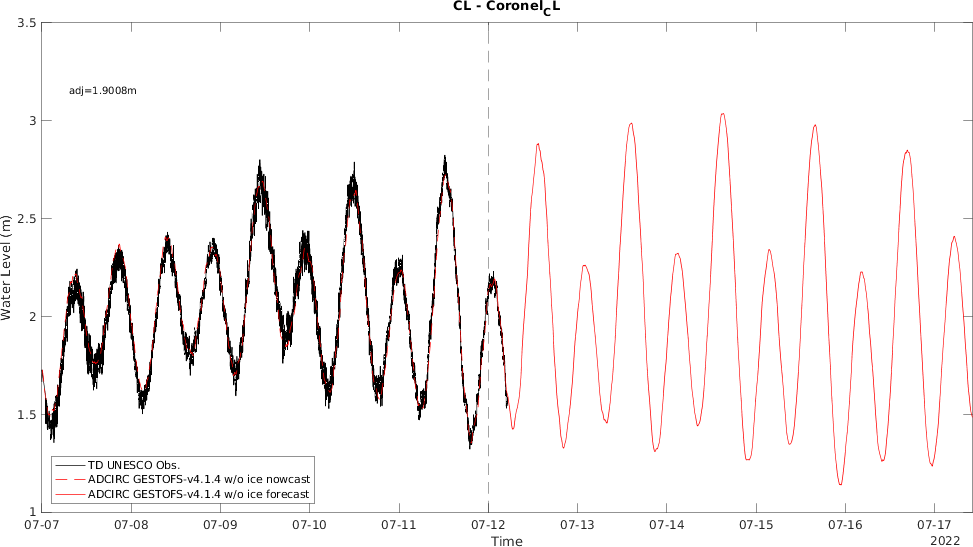 CL - Coronel_CL
3.5
adj=1.9008m
3
2.5
Water Level (m)
2
1.5
TD UNESCO Obs.
ADCIRC GESTOFS-v4.1.4 w/o ice nowcast
ADCIRC GESTOFS-v4.1.4 w/o ice forecast
1
07-07 07-08 07-09 07-10 07-11 07-12 07-13 07-14 07-15 07-16 07-17
Time
2022